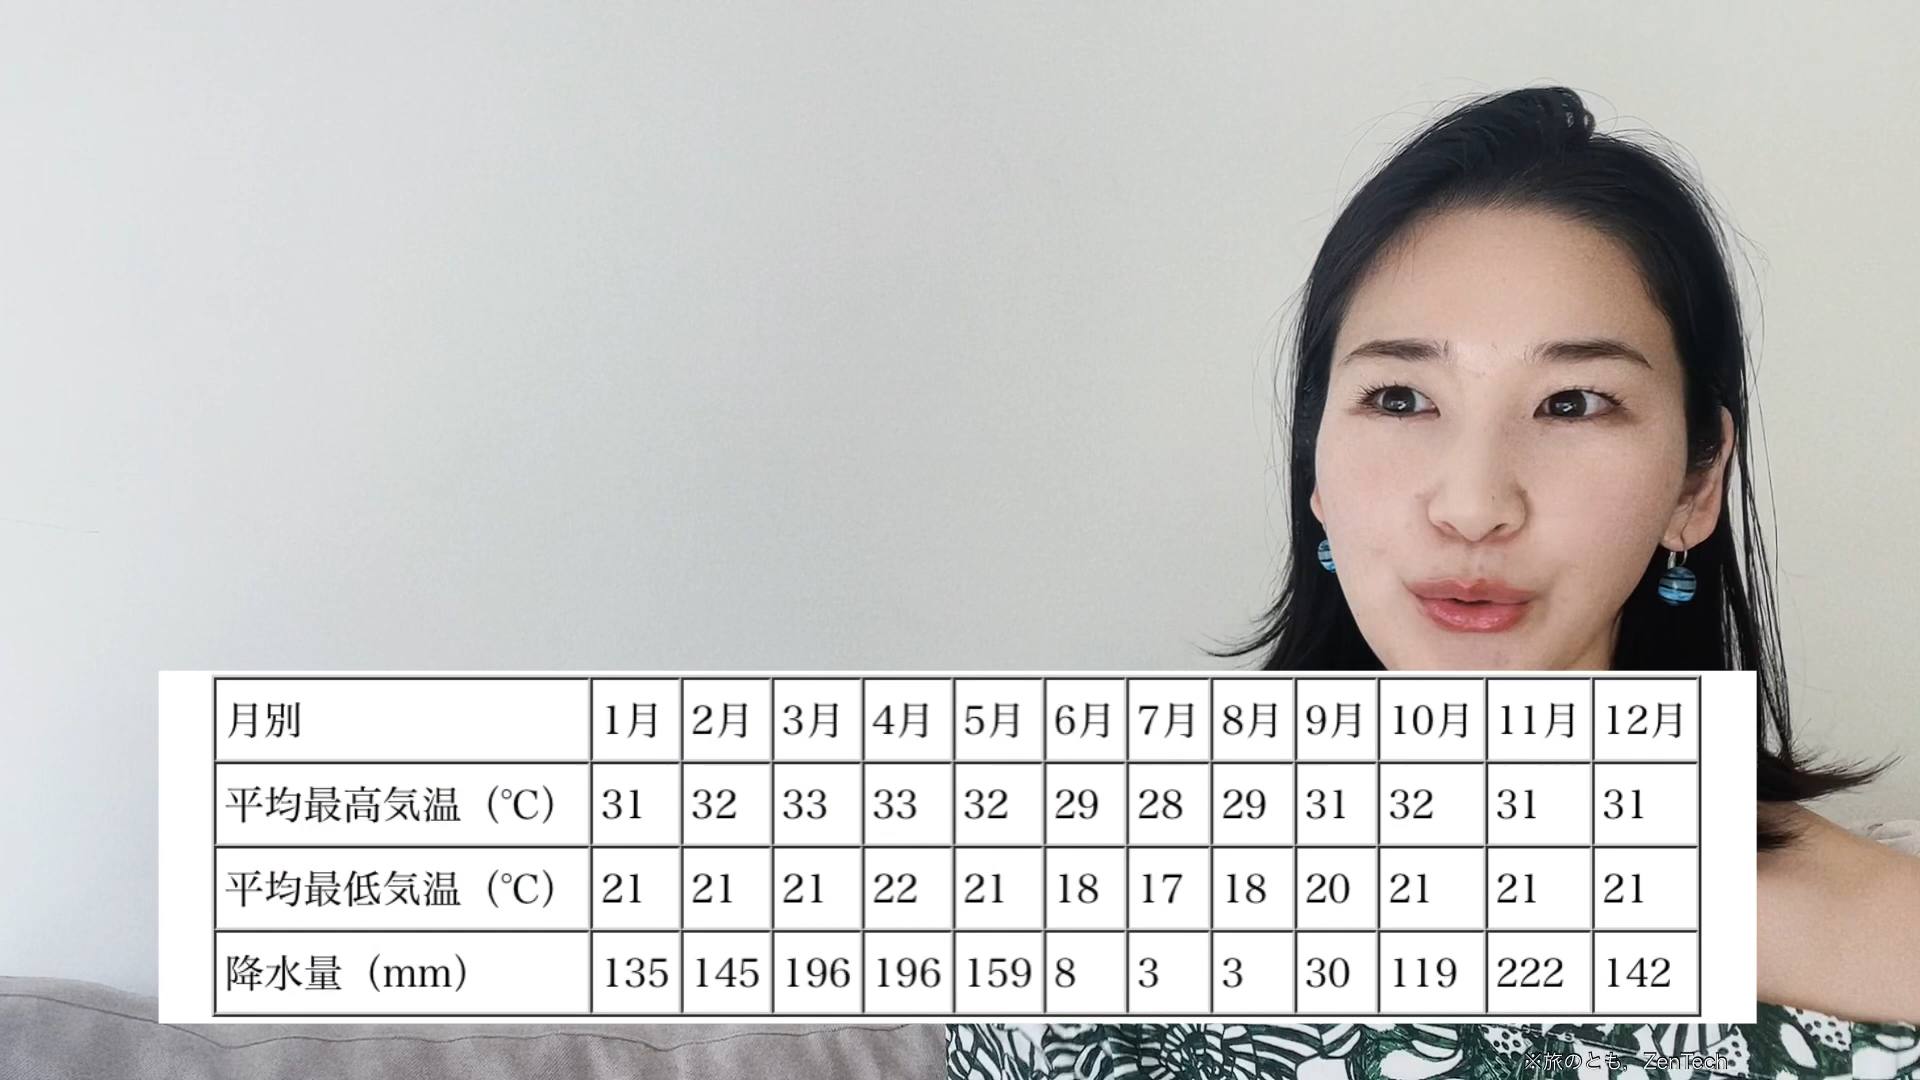 月別 1月 2月 3月 4月 5月 6月 7月 8月 9月 10月 11月 12月
平均最高気温（℃） 31 32 33 33 32 29 28 29 31 32 31 31
平均最低気温（℃） 21 21 21 22 21 18 17 18 20 21 21 21
降水量（mm） 135 145 196 196 159 8 3 3 30 119 222 142
※旅のとも、ZenTech